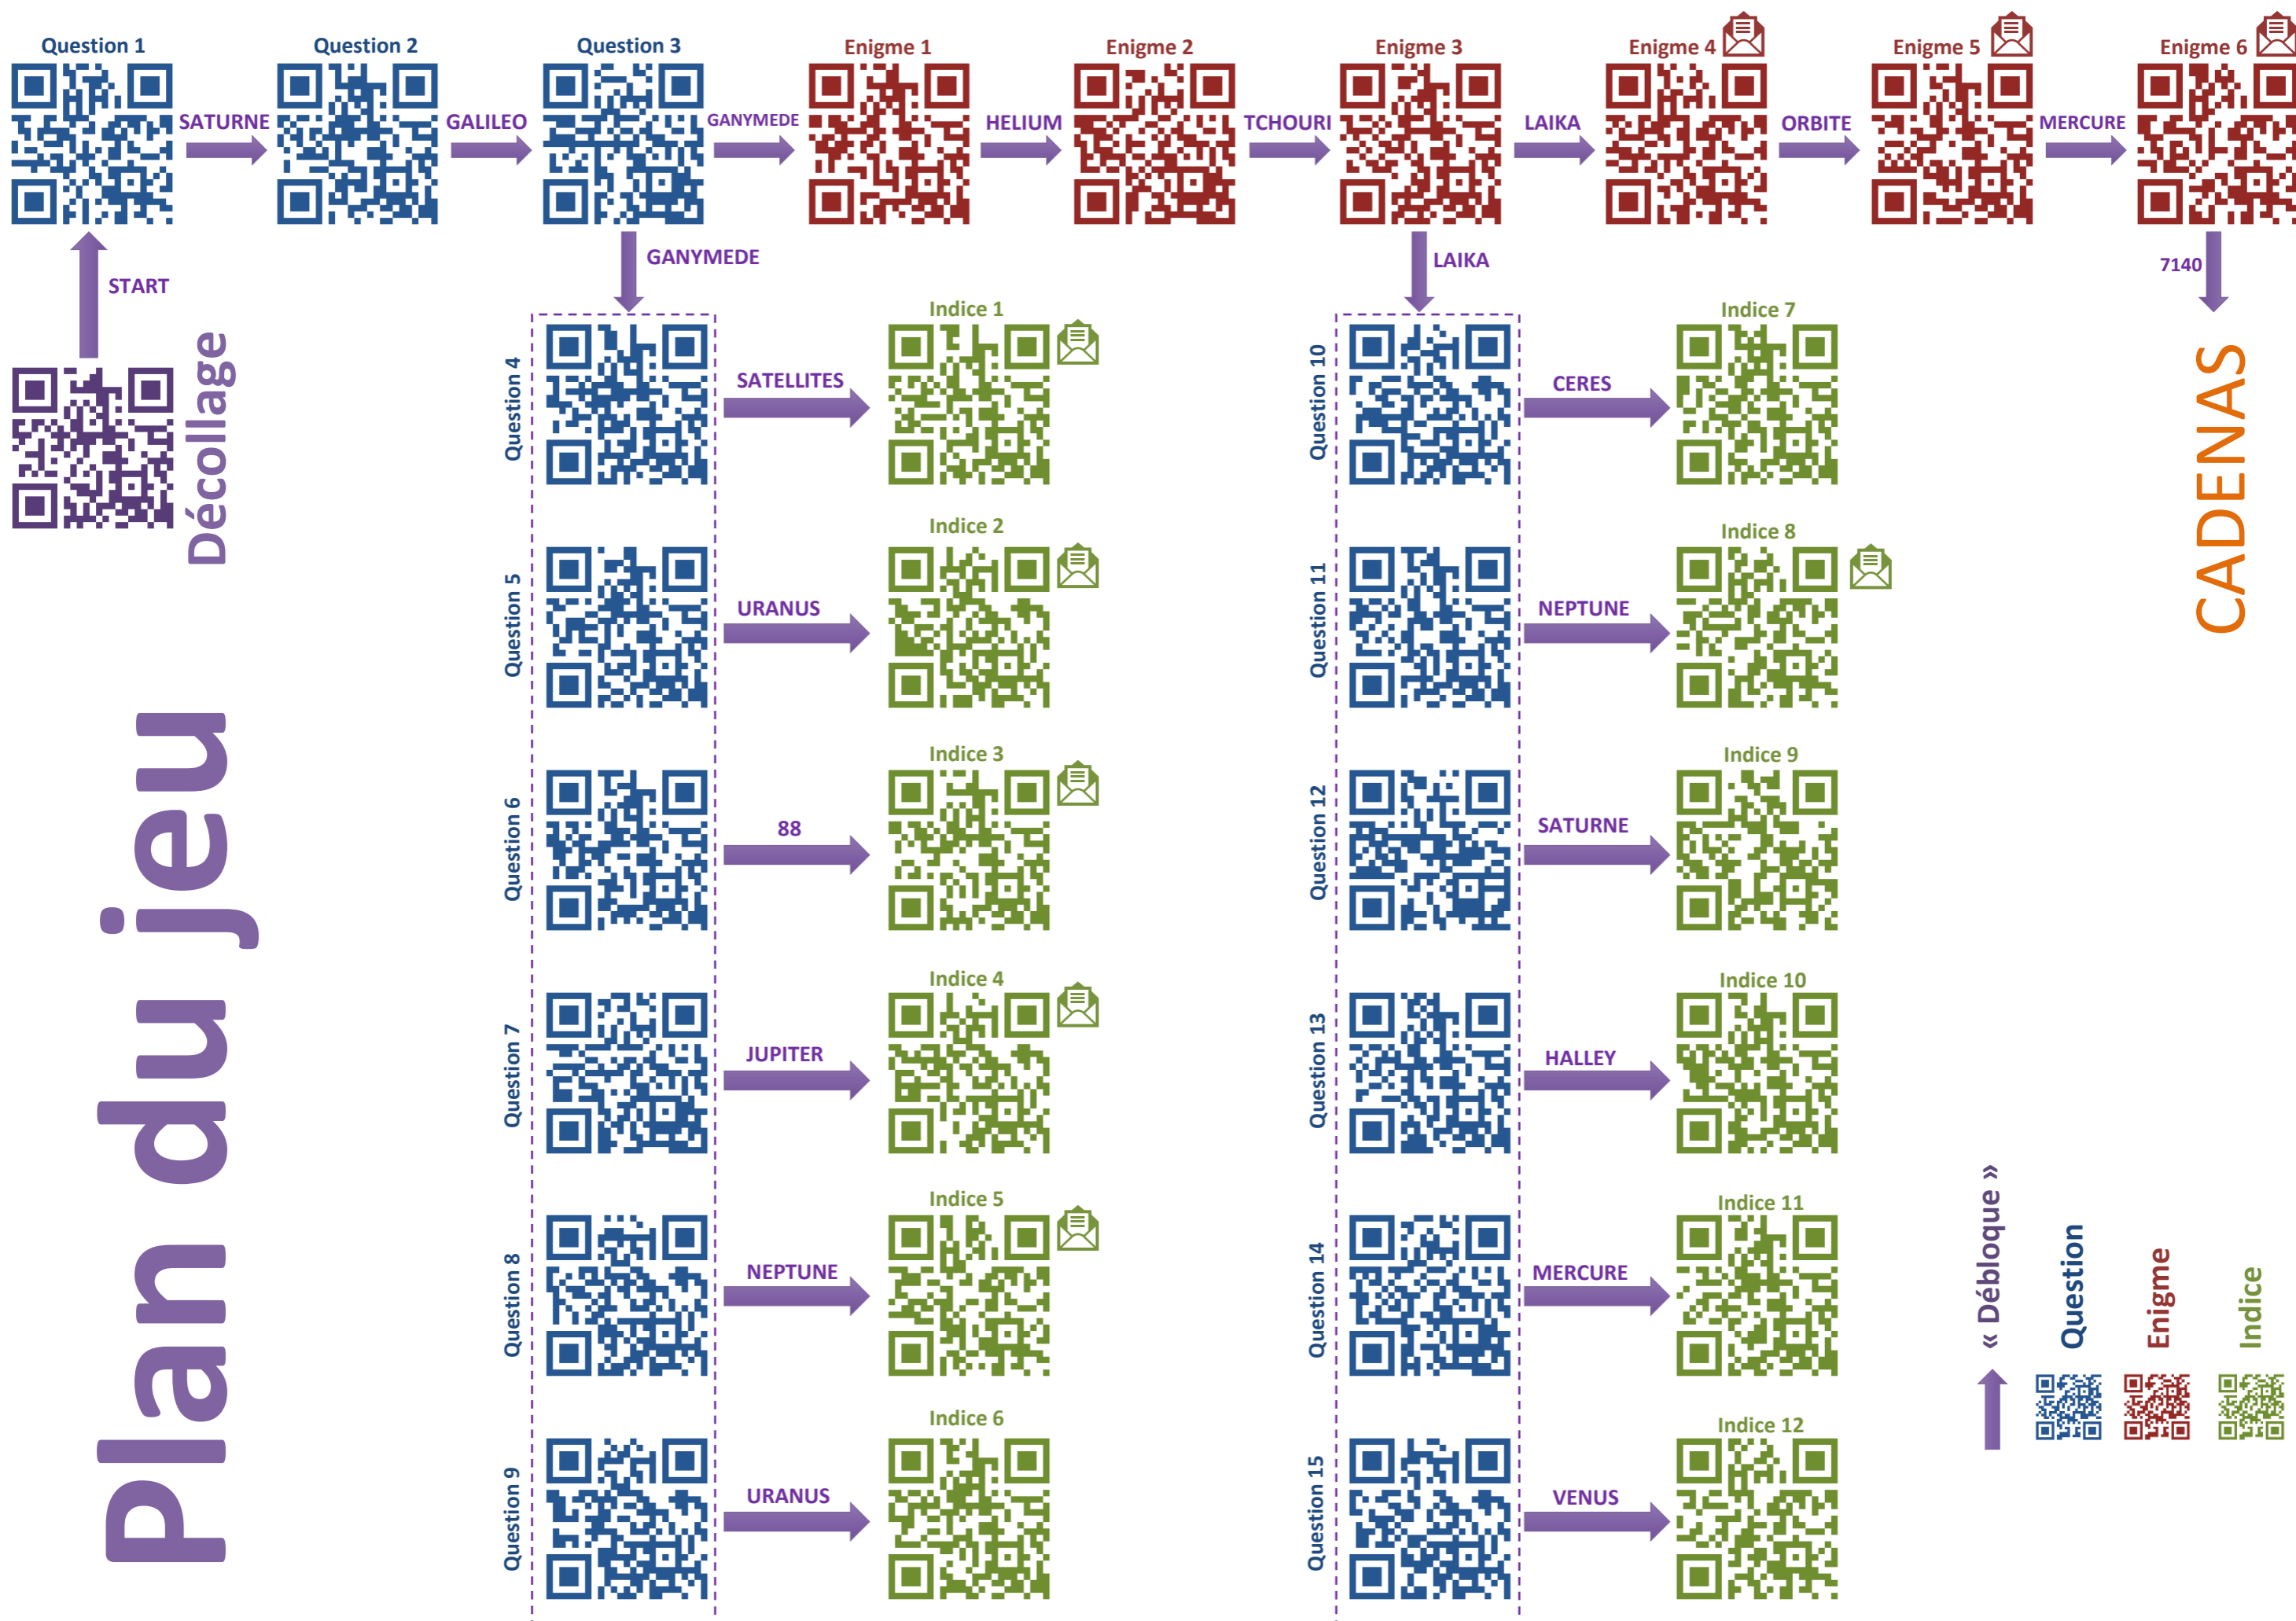 Question 1
Question 2
Question 3
Enigme 1
Enigme 2
Enigme 3
Enigme 4
Enigme 5
Enigme 6
SATURNE
GALILEO
GANYMEDE
HELIUM
TCHOURI
LAIKA
ORBITE
MERCURE
START
GANYMEDE
LAIKA
7140
Décollage
CADENAS
Plan du jeu
Question 4
SATELLITES
Indice 1
Question 10
CERES
Indice 7
Question 5
URANUS
Indice 2
Question 11
NEPTUNE
Indice 8
Question 6
88
Indice 3
Question 12
SATURNE
Indice 9
Question 7
JUPITER
Indice 4
Question 13
HALLEY
Indice 10
Question 8
NEPTUNE
Indice 5
Question 14
MERCURE
Indice 11
Question 9
URANUS
Indice 6
Question 15
VENUS
Indice 12
« Débloque »
Question
Enigme
Indice